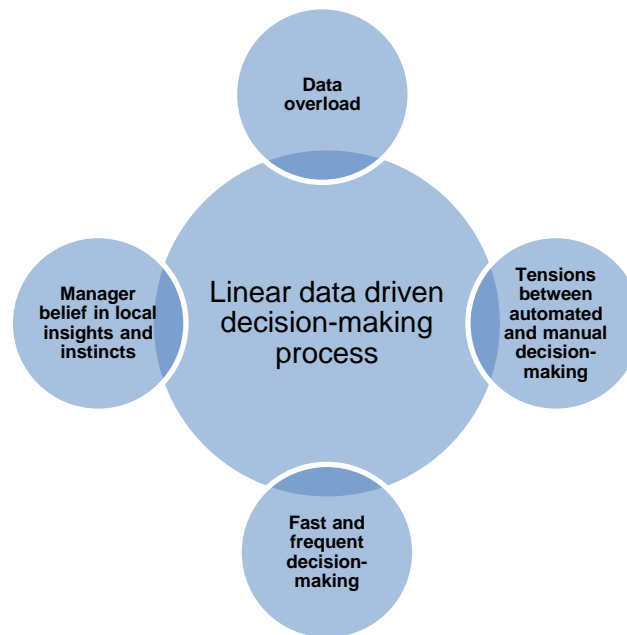 Data
overload
Manager
belief in local
insights and
instincts
Linear data driven
decision-making
process
Tensions
between
automated
and manual
decision-
making
Fast and
frequent
decision-
making